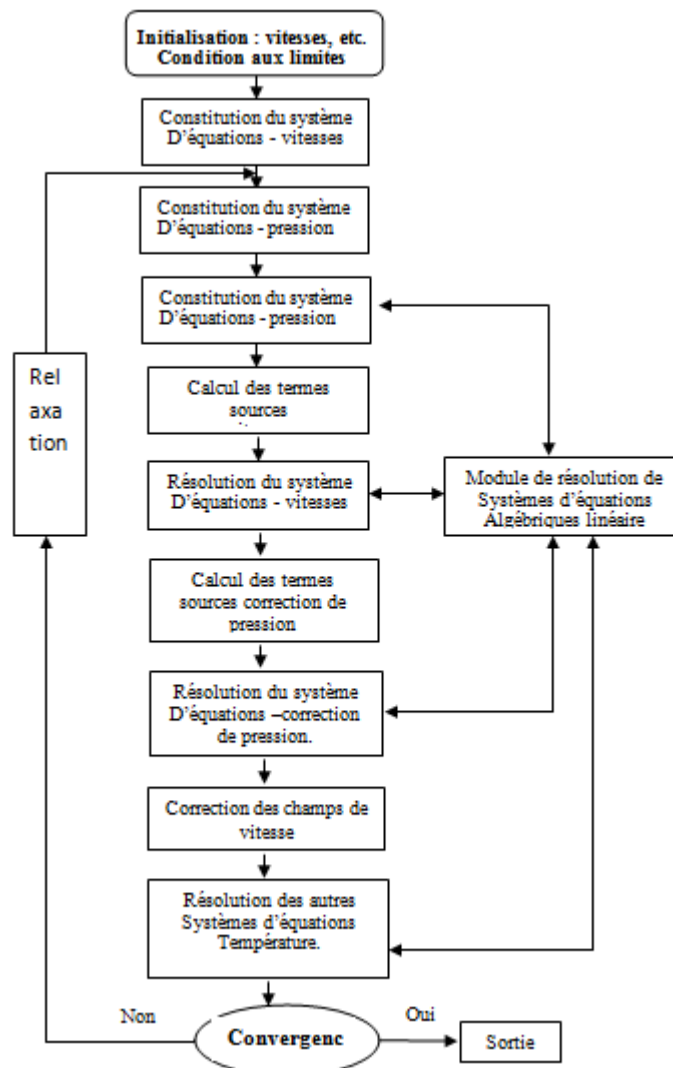 Initialisation : vitesses, etc.
Condition aux limites
Constitution du système
D'équations - vitesses
Constitution du système
D'équations - pression
Constitution du système
D'équations - pression
Rel
axa
tion
Calcul des termes
sources
Résolution du système
D'équations - vitesses
Module de résolution de
Systèmes d'équations
Algébriques linéaire
Calcul des termes
sources correction de
pression
Résolution du système
D'équations –correction
de pression.
Correction des champs de
vitesse
Résolution des autres
Systèmes d'équations
Température.
Non
Convergenc
Oui
Sortie